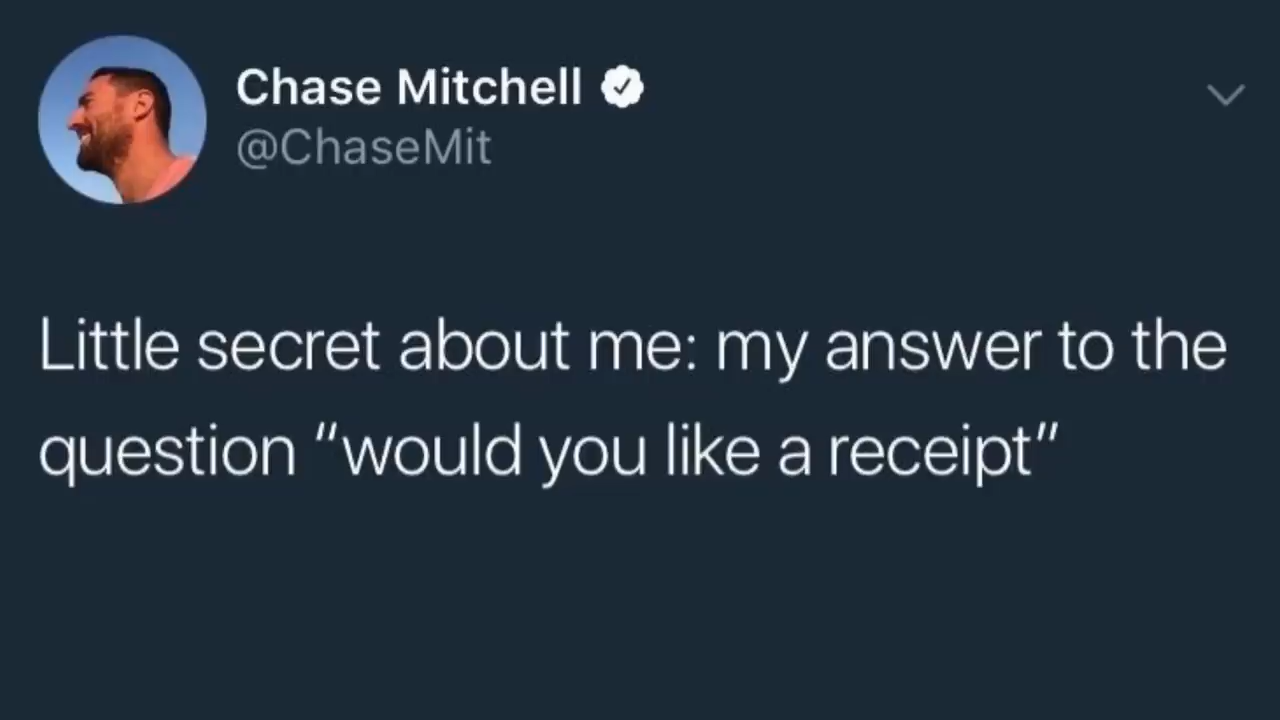 Chase Mitchell
@ChaseMit
Little secret about me: my answer to the
question “would you like a receipt”